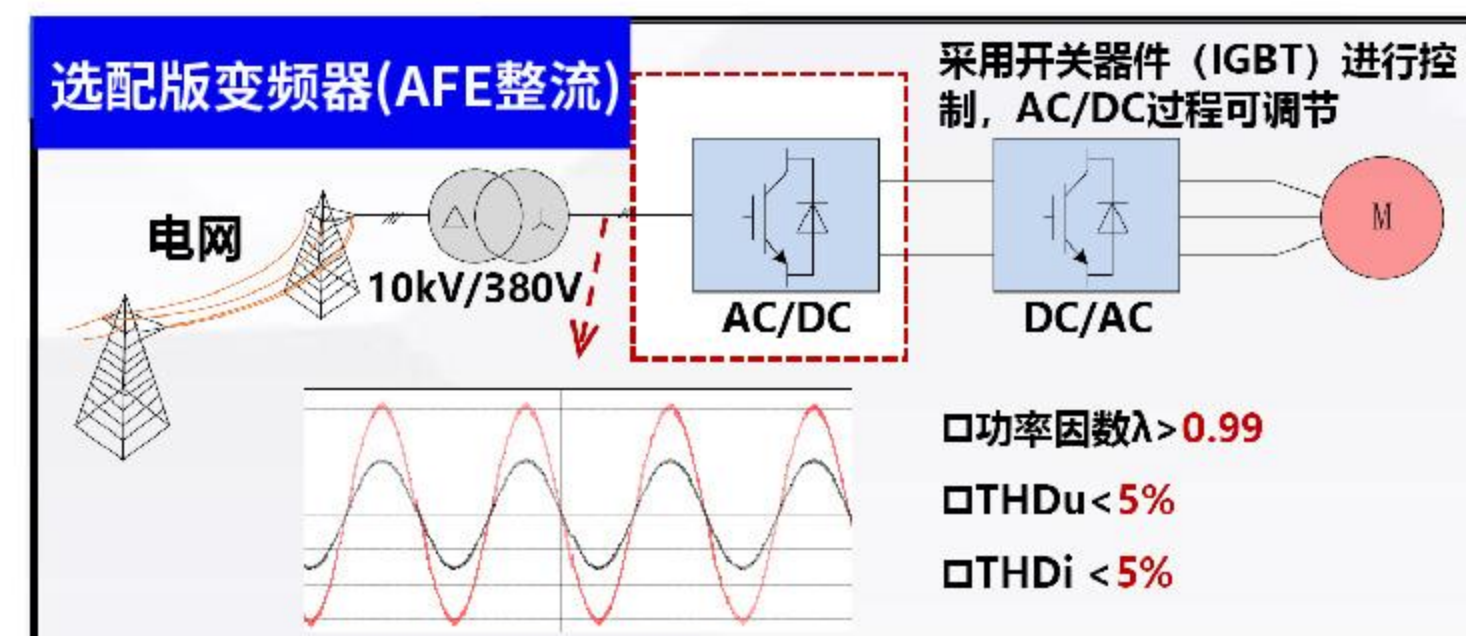 选配版变频器(AFE整流)
采用开关器件（IGBT）进行控
制，AC/DC过程可调节
电网
10kV/380V
AC/DC
DC/AC
M
□功率因数λ>0.99
□THDu<5%
□THDi <5%